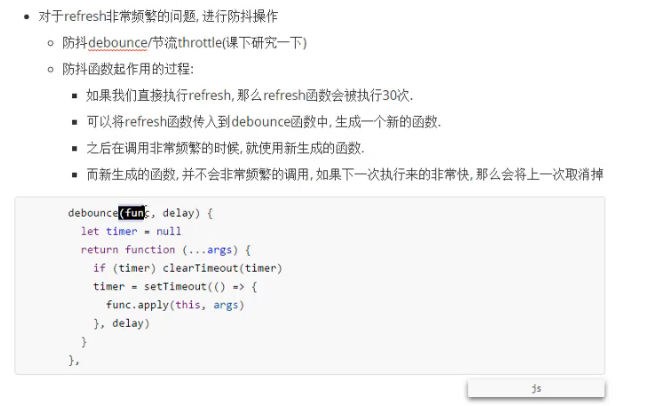 对于refresh非常频繁的问题, 进行防抖操作
防抖debounce/节流throttle(课下研究一下)
防抖函数起作用的过程:
如果我们直接执行refresh, 那么refresh函数会被执行30次.
可以将refresh函数传入到debounce函数中, 生成一个新的函数.
之后在调用非常频繁的时候, 就使用新生成的函数.
而新生成的函数, 并不会非常频繁的调用, 如果下一次执行来的非常快, 那么会将上一次取消掉
debounce(func, delay) {
let timer = null
return function (...args) {
if (timer) clearTimeout(timer)
timer = setTimeout(() => {
func.apply(this, args)
}, delay)
}
},
js